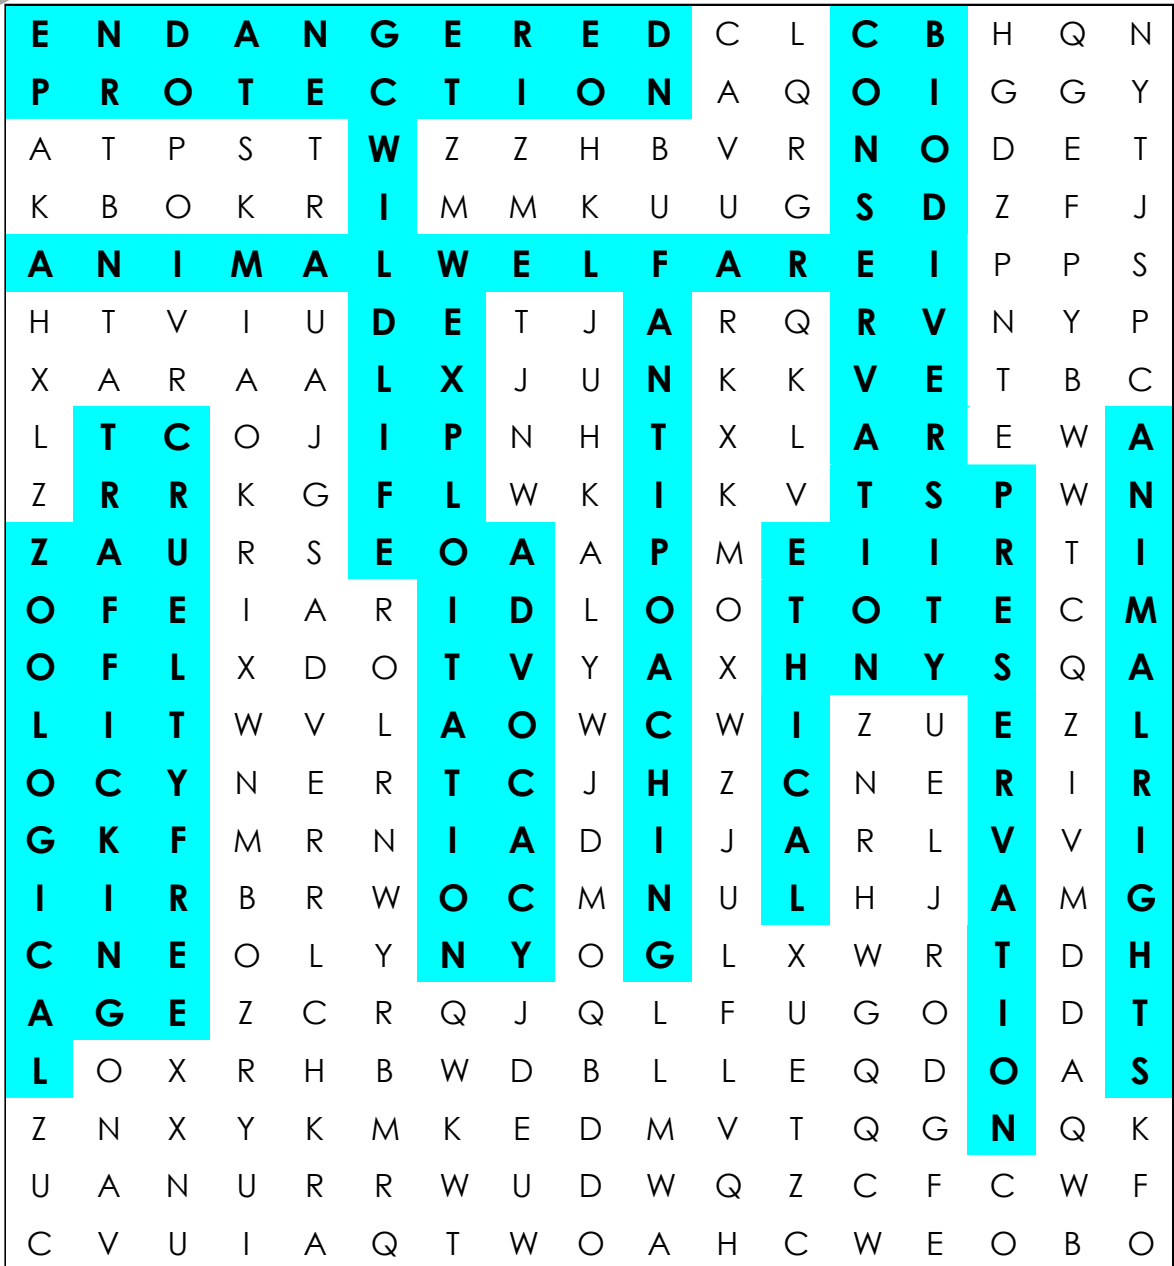 E N D A N G E R E D C L C B H Q N
P R O T E C T I O N A Q O I G G Y
A T P S T W Z Z H B V R N O D E T
K B O K R I M M K U U G S D Z F J
A N I M A L W E L F A R E I P P S
H T V I U D E T J A R Q R V N Y P
X A R A A L X J U N K K V E T B C
L T C O J I P N H T X L A R E W A
Z R R K G F L W K I K V T S P W N
Z A U R S E O A A P M E I I R T I
O F E I A R I D L O O T O T E C M
O F L X D O T V Y A X H N Y S Q A
L I T W V L A O W C W I Z U E Z L
O C Y N E R T C J H Z C N E R I R
G K F M R N I A D I J A R L V V I
I I R B R W O C M N U L H J A M G
C N E O L Y N Y O G L X W R T D H
A G E Z C R Q J Q L F U G O I D T
L O X R H B W D B L L E Q D O A S
Z N X Y K M K E D M V T Q G N Q K
U A N U R R W U D W Q Z C F C W F
C V U I A Q T W O A H C W E O B O